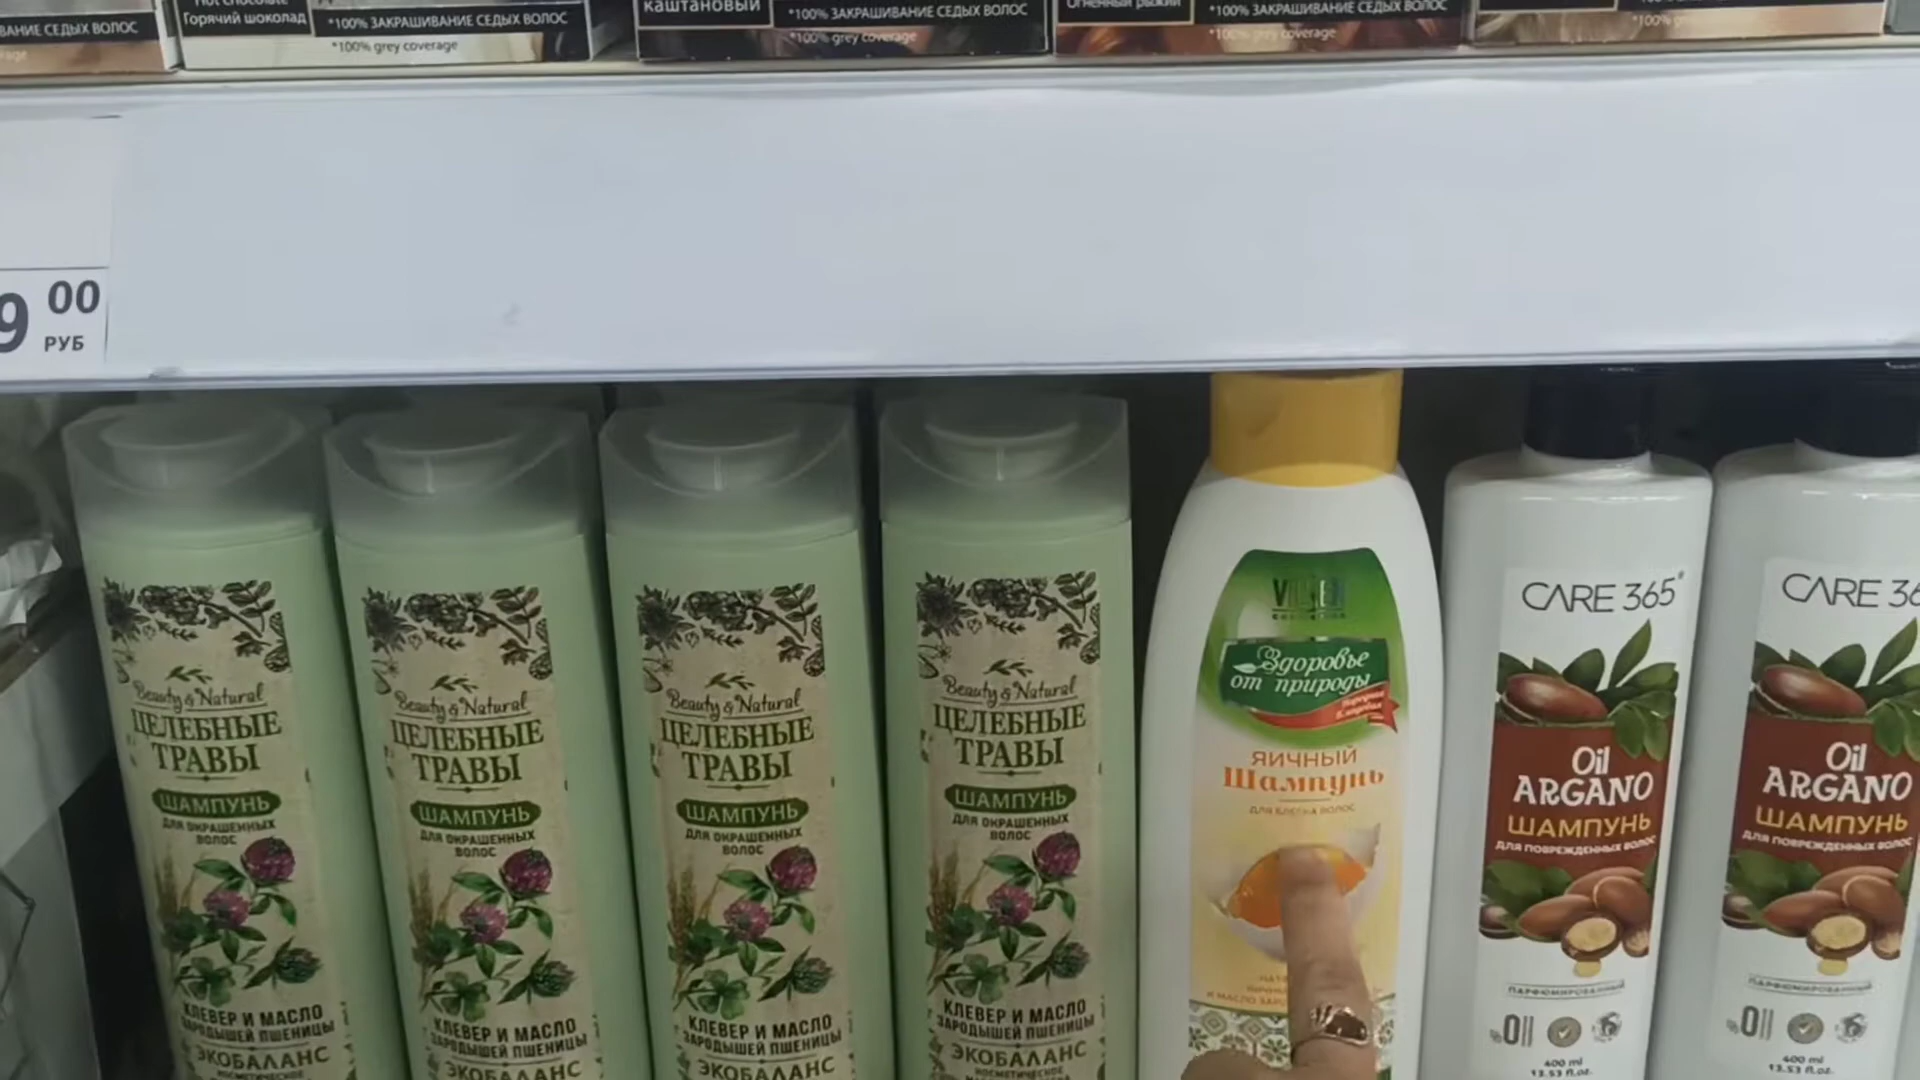 Горячий шоколад
*100% ЗАКРАШИВАНИЕ СЕДЫХ ВОЛОС
*100% grey coverage
каштановый
*100% ЗАКРАШИВАНИЕ СЕДЫХ ВОЛОС
*100% grey coverage
Огненный рыжий
*100% ЗАКРАШИВАНИЕ СЕДЫХ ВОЛОС
*100% grey coverage
СЕДЫХ ВОЛОС
9 00
РУБ
Beauty & Natural
ЦЕЛЕБНЫЕ
ТРАВЫ
ШАМПУНЬ
ДЛЯ ОКРАШЕННЫХ
ВОЛОС
КЛЕВЕР И МАСЛО
ЗАРОДЫШЕЙ ПШЕНИЦЫ
ЭКОБАЛАНС
Beauty & Natural
ЦЕЛЕБНЫЕ
ТРАВЫ
ШАМПУНЬ
ДЛЯ ОКРАШЕННЫХ
ВОЛОС
КЛЕВЕР И МАСЛО
ЗАРОДЫШЕЙ ПШЕНИЦЫ
ЭКОБАЛАНС
Beauty & Natural
ЦЕЛЕБНЫЕ
ТРАВЫ
ШАМПУНЬ
ДЛЯ ОКРАШЕННЫХ
ВОЛОС
КЛЕВЕР И МАСЛО
ЗАРОДЫШЕЙ ПШЕНИЦЫ
ЭКОБАЛАНС
Beauty & Natural
ЦЕЛЕБНЫЕ
ТРАВЫ
ШАМПУНЬ
ДЛЯ ОКРАШЕННЫХ
ВОЛОС
КЛЕВЕР И МАСЛО
ЗАРОДЫШЕЙ ПШЕНИЦЫ
ЭКОБАЛАНС
Здоровье
от природы
ЯИЧНЫЙ
Шампунь
ДЛЯ БЛЕСКА ВОЛОС
CARE 365
Oil
ARGANO
ШАМПУНЬ
ДЛЯ ПОВРЕЖДЕННЫХ ВОЛОС
ПАРФЮМИРОВАННЫЙ
400 ml
13.53 fl.oz.
CARE 36
Oil
ARGANO
ШАМПУНЬ
ДЛЯ ПОВРЕЖДЕННЫХ ВОЛОС
ПАРФЮМИРОВАННЫЙ
400 ml
13.53 fl.oz.